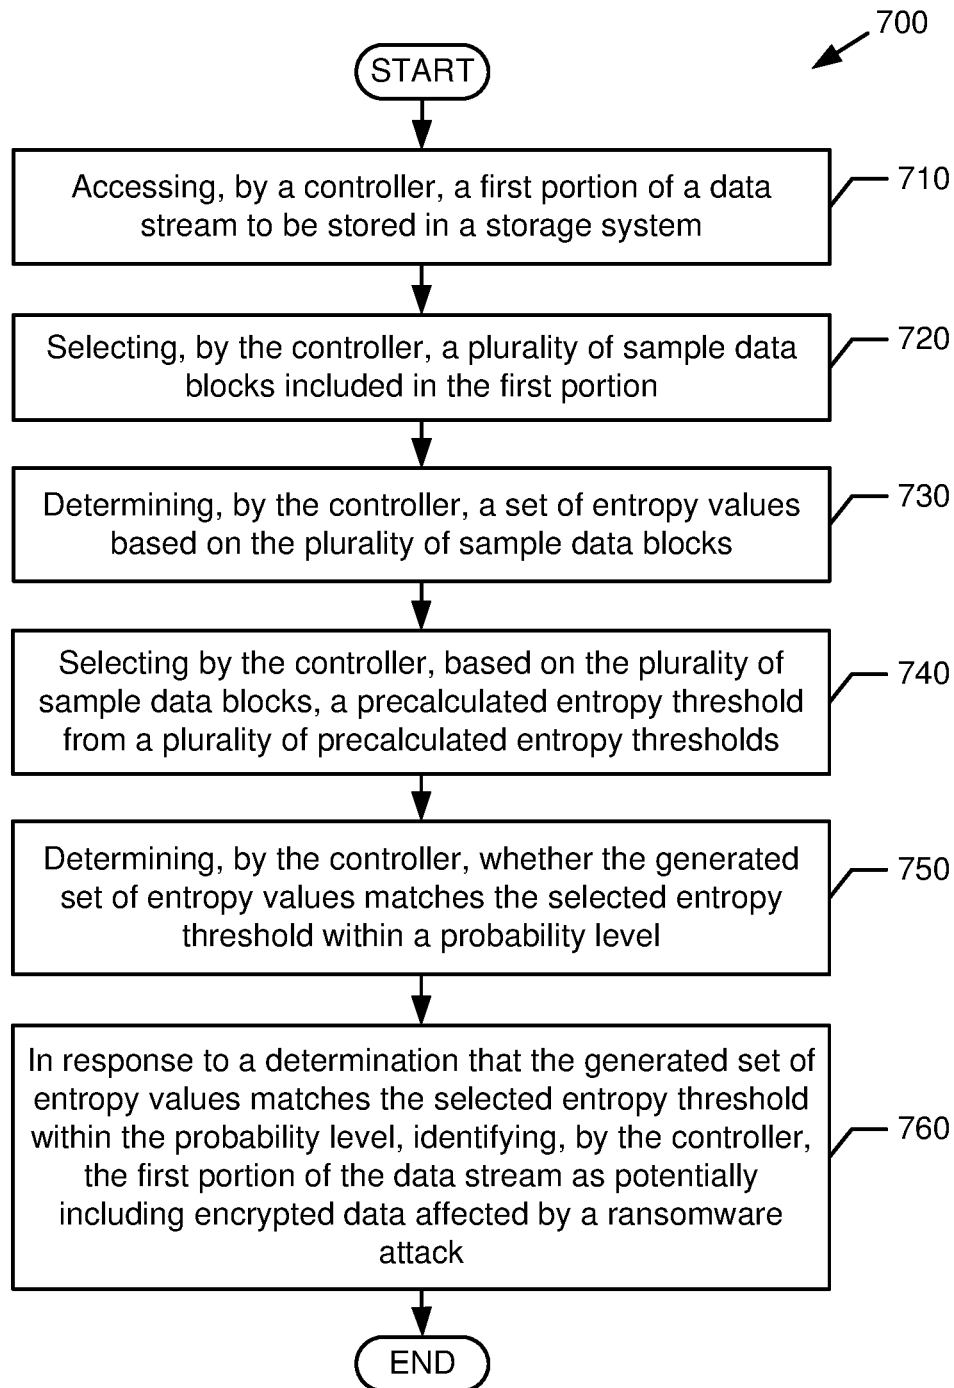 700
START
Accessing, by a controller, a first portion of a data
stream to be stored in a storage system
710
Selecting, by the controller, a plurality of sample data
blocks included in the first portion
720
Determining, by the controller, a set of entropy values
based on the plurality of sample data blocks
730
Selecting by the controller, based on the plurality of
sample data blocks, a precalculated entropy threshold
from a plurality of precalculated entropy thresholds
740
Determining, by the controller, whether the generated
set of entropy values matches the selected entropy
threshold within a probability level
750
In response to a determination that the generated set of
entropy values matches the selected entropy threshold
within the probability level, identifying, by the controller,
the first portion of the data stream as potentially
including encrypted data affected by a ransomware
attack
760
END